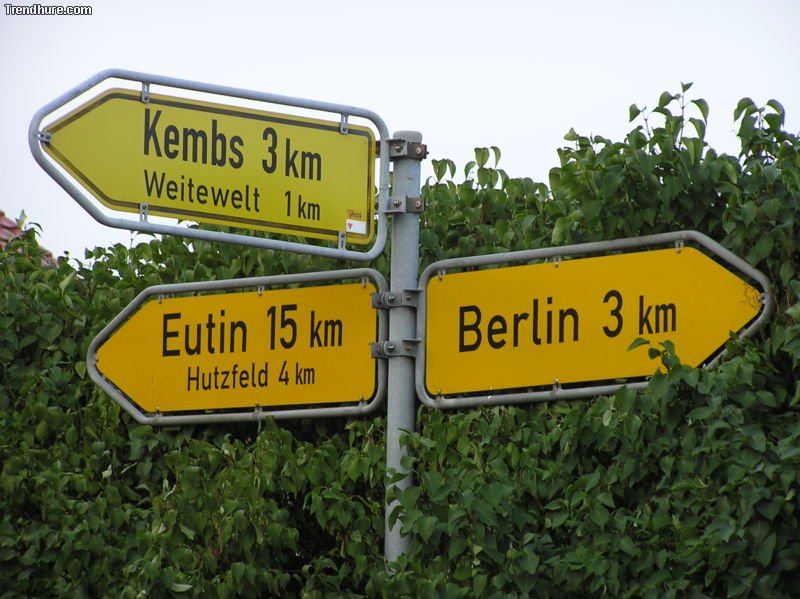 Trendhure.com
Kembs 3 km
Weitewelt 1 km
Eutin 15 km
Hutzfeld 4 km
Berlin 3 km